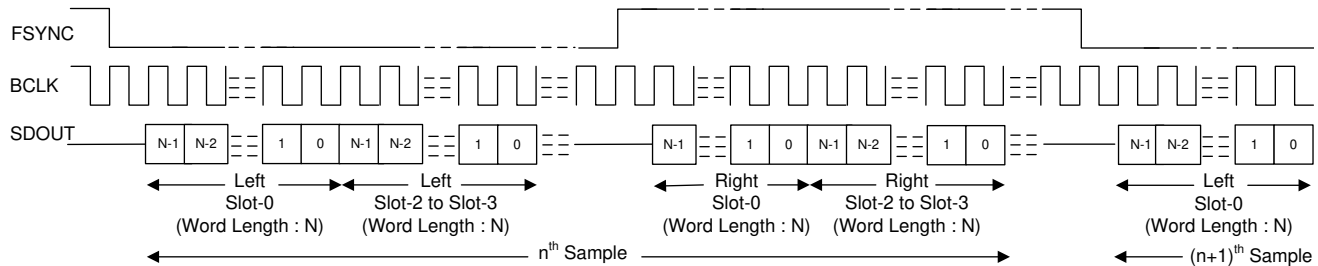 FSYNC
BCLK
SDOUT
N-1 N-2 1 0 N-1 N-2 1 0 N-1 1 0 N-1 N-2 1 0 N-1 N-2 1 0
Left Left Right Right Left
Slot-0 Slot-2 to Slot-3 Slot-0 Slot-2 to Slot-3 Slot-0
(Word Length : N) (Word Length : N) (Word Length : N) (Word Length : N) (Word Length : N)
nth Sample (n+1)th Sample